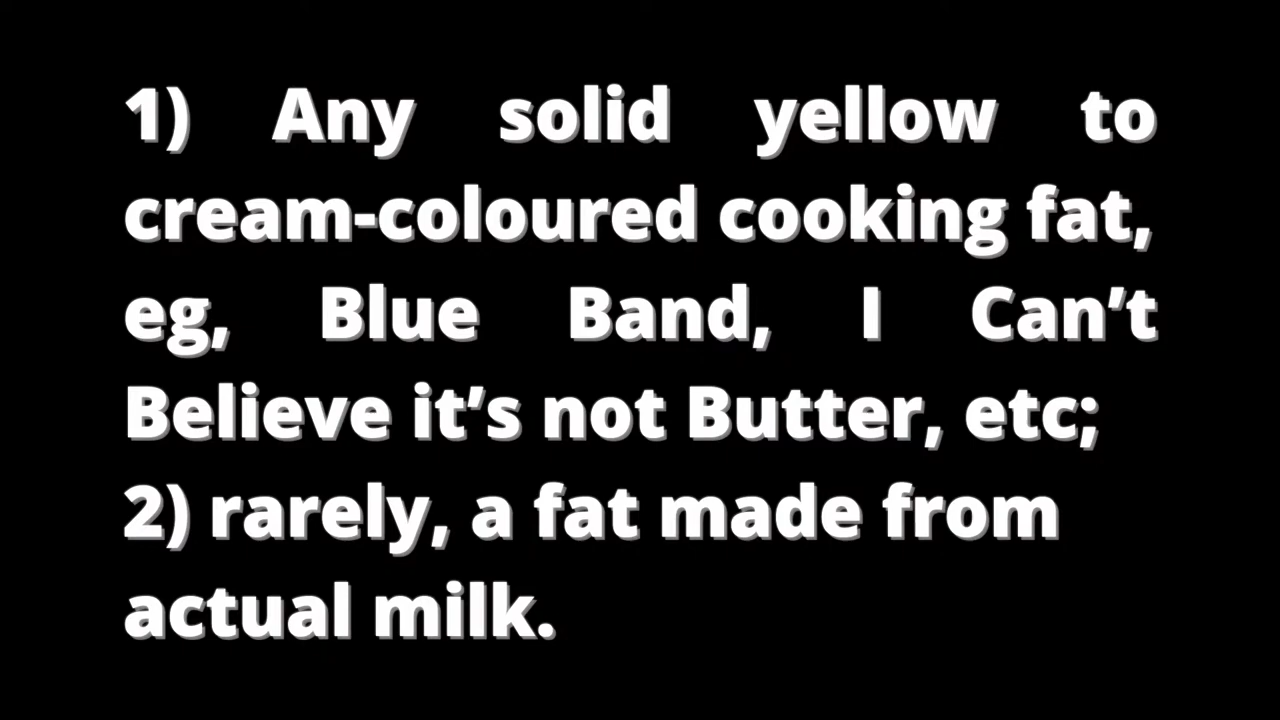 1) Any solid yellow to
cream-coloured cooking fat,
eg, Blue Band, I Can’t
Believe it’s not Butter, etc;
2) rarely, a fat made from
actual milk.